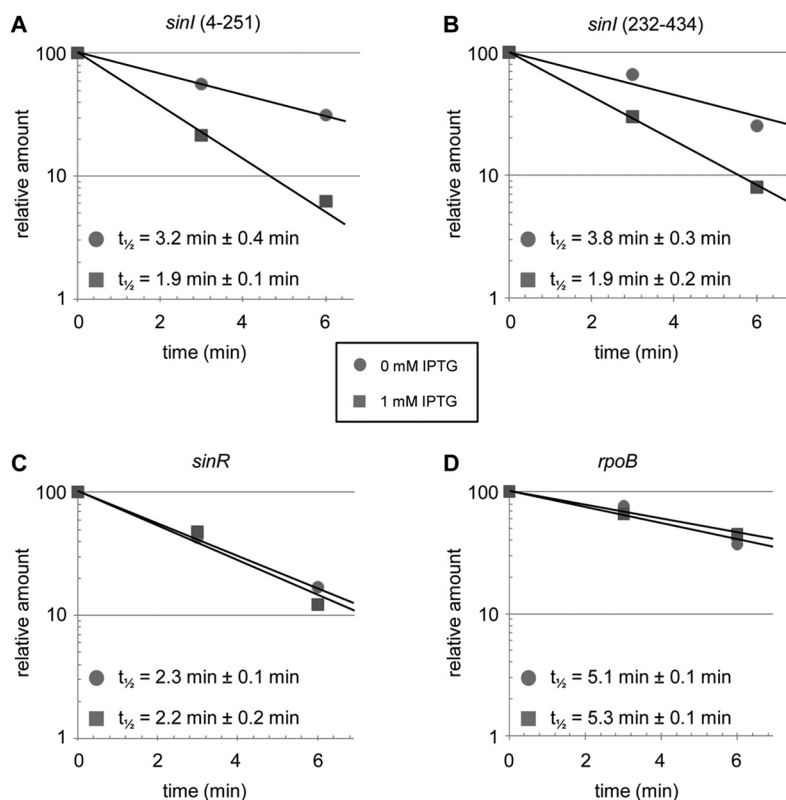 A
sinI (4-251)
relative amount
100
10
1
t½ = 3.2 min ± 0.4 min
t½ = 1.9 min ± 0.1 min
0 2 4 6
time (min)
B
sinI (232-434)
relative amount
100
10
1
t½ = 3.8 min ± 0.3 min
t½ = 1.9 min ± 0.2 min
0 2 4 6
time (min)
0 mM IPTG
1 mM IPTG
C
sinR
relative amount
100
10
1
t½ = 2.3 min ± 0.1 min
t½ = 2.2 min ± 0.2 min
0 2 4 6
time (min)
D
rpoB
relative amount
100
10
1
t½ = 5.1 min ± 0.1 min
t½ = 5.3 min ± 0.1 min
0 2 4 6
time (min)